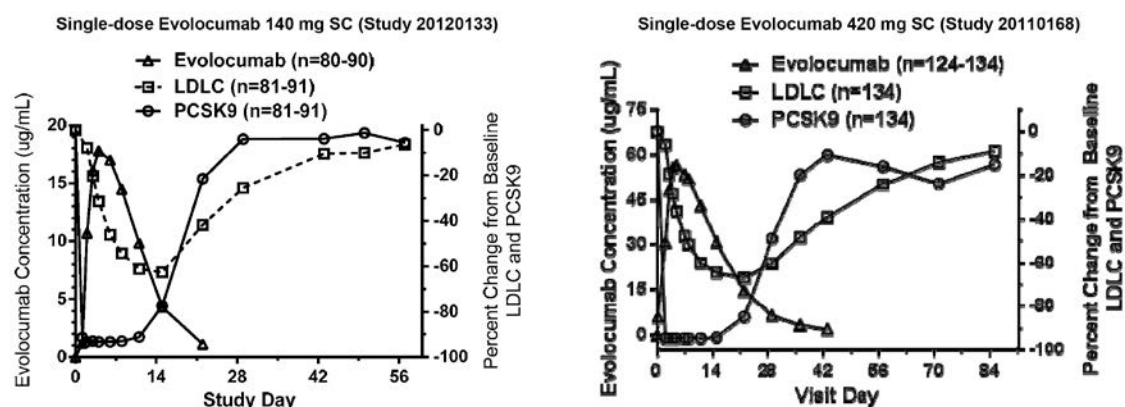 Single-dose Evolocumab 140 mg SC (Study 20120133)
Evolocumab (n=80-90)
LDLC (n=81-91)
PCSK9 (n=81-91)
Evolocumab Concentration (ug/mL)
20
15
10
5
0
0
14
28
42
56
Study Day
0
-20
-40
-60
-80
-100
Percent Change from Baseline
LDLC and PCSK9
Single-dose Evolocumab 420 mg SC (Study 20110168)
Evolocumab (n=124-134)
LDLC (n=134)
PCSK9 (n=134)
Evolocumab Concentration (ug/mL)
75
60
45
30
15
0
0
14
28
42
56
70
84
Visit Day
0
-20
-40
-60
-80
-100
Percent Change from Baseline
LDLC and PCSK9